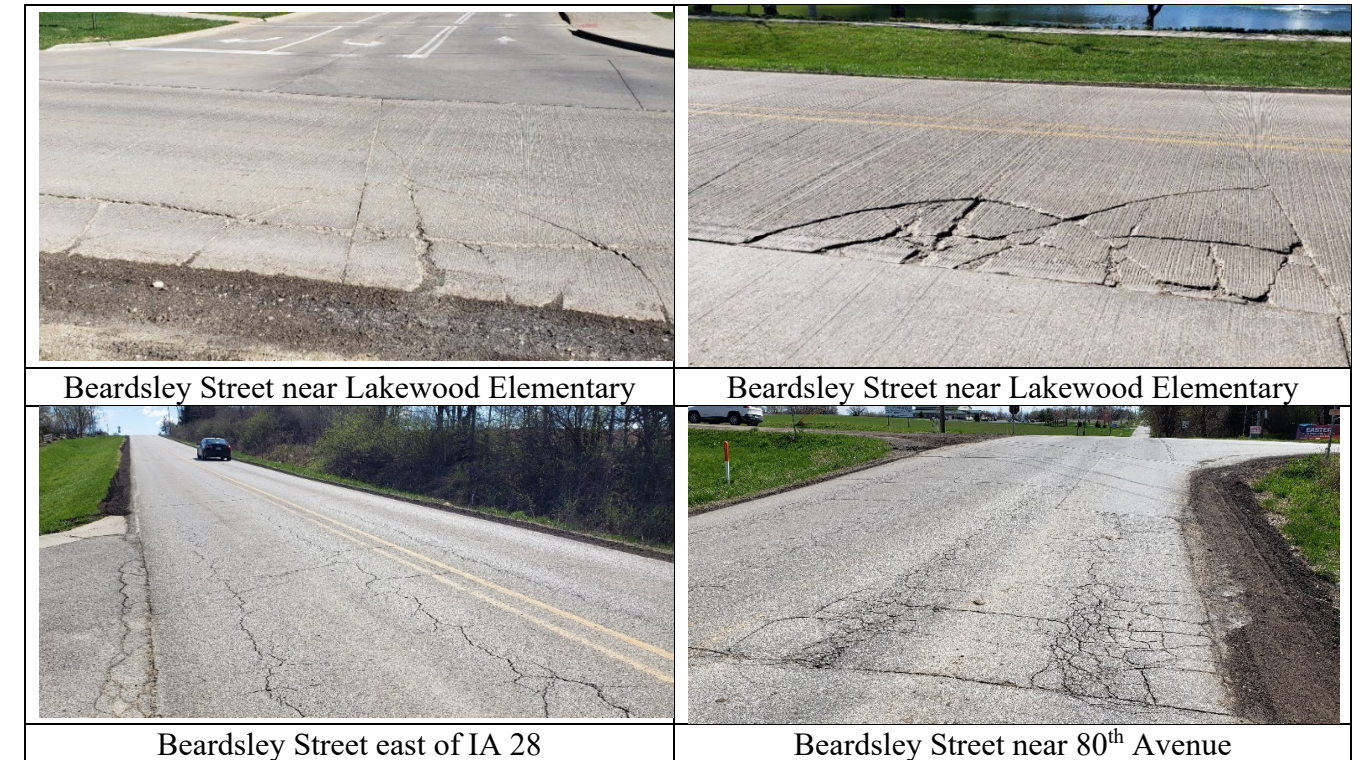 Beardsley Street near Lakewood Elementary
Beardsley Street near Lakewood Elementary
EASTER
Beardsley Street east of IA 28
Beardsley Street near 80th Avenue